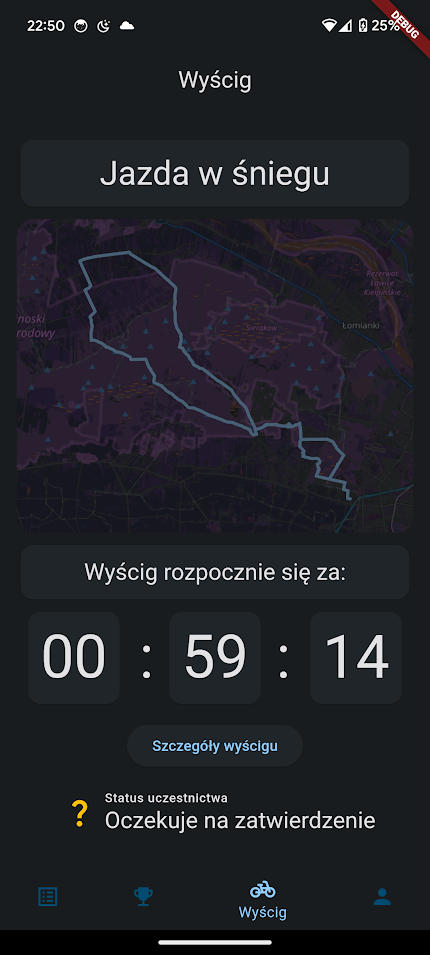 22:50
25%
DEBUG
Wyścig
Jazda w śniegu
Rezerwat
Ławice
Kiełpińskie
noski
rodowy
Sieraków
Łomianki
Wyścig rozpocznie się za:
00 : 59 : 14
Szczegóły wyścigu
?
Status uczestnictwa
Oczekuje na zatwierdzenie
Wyścig